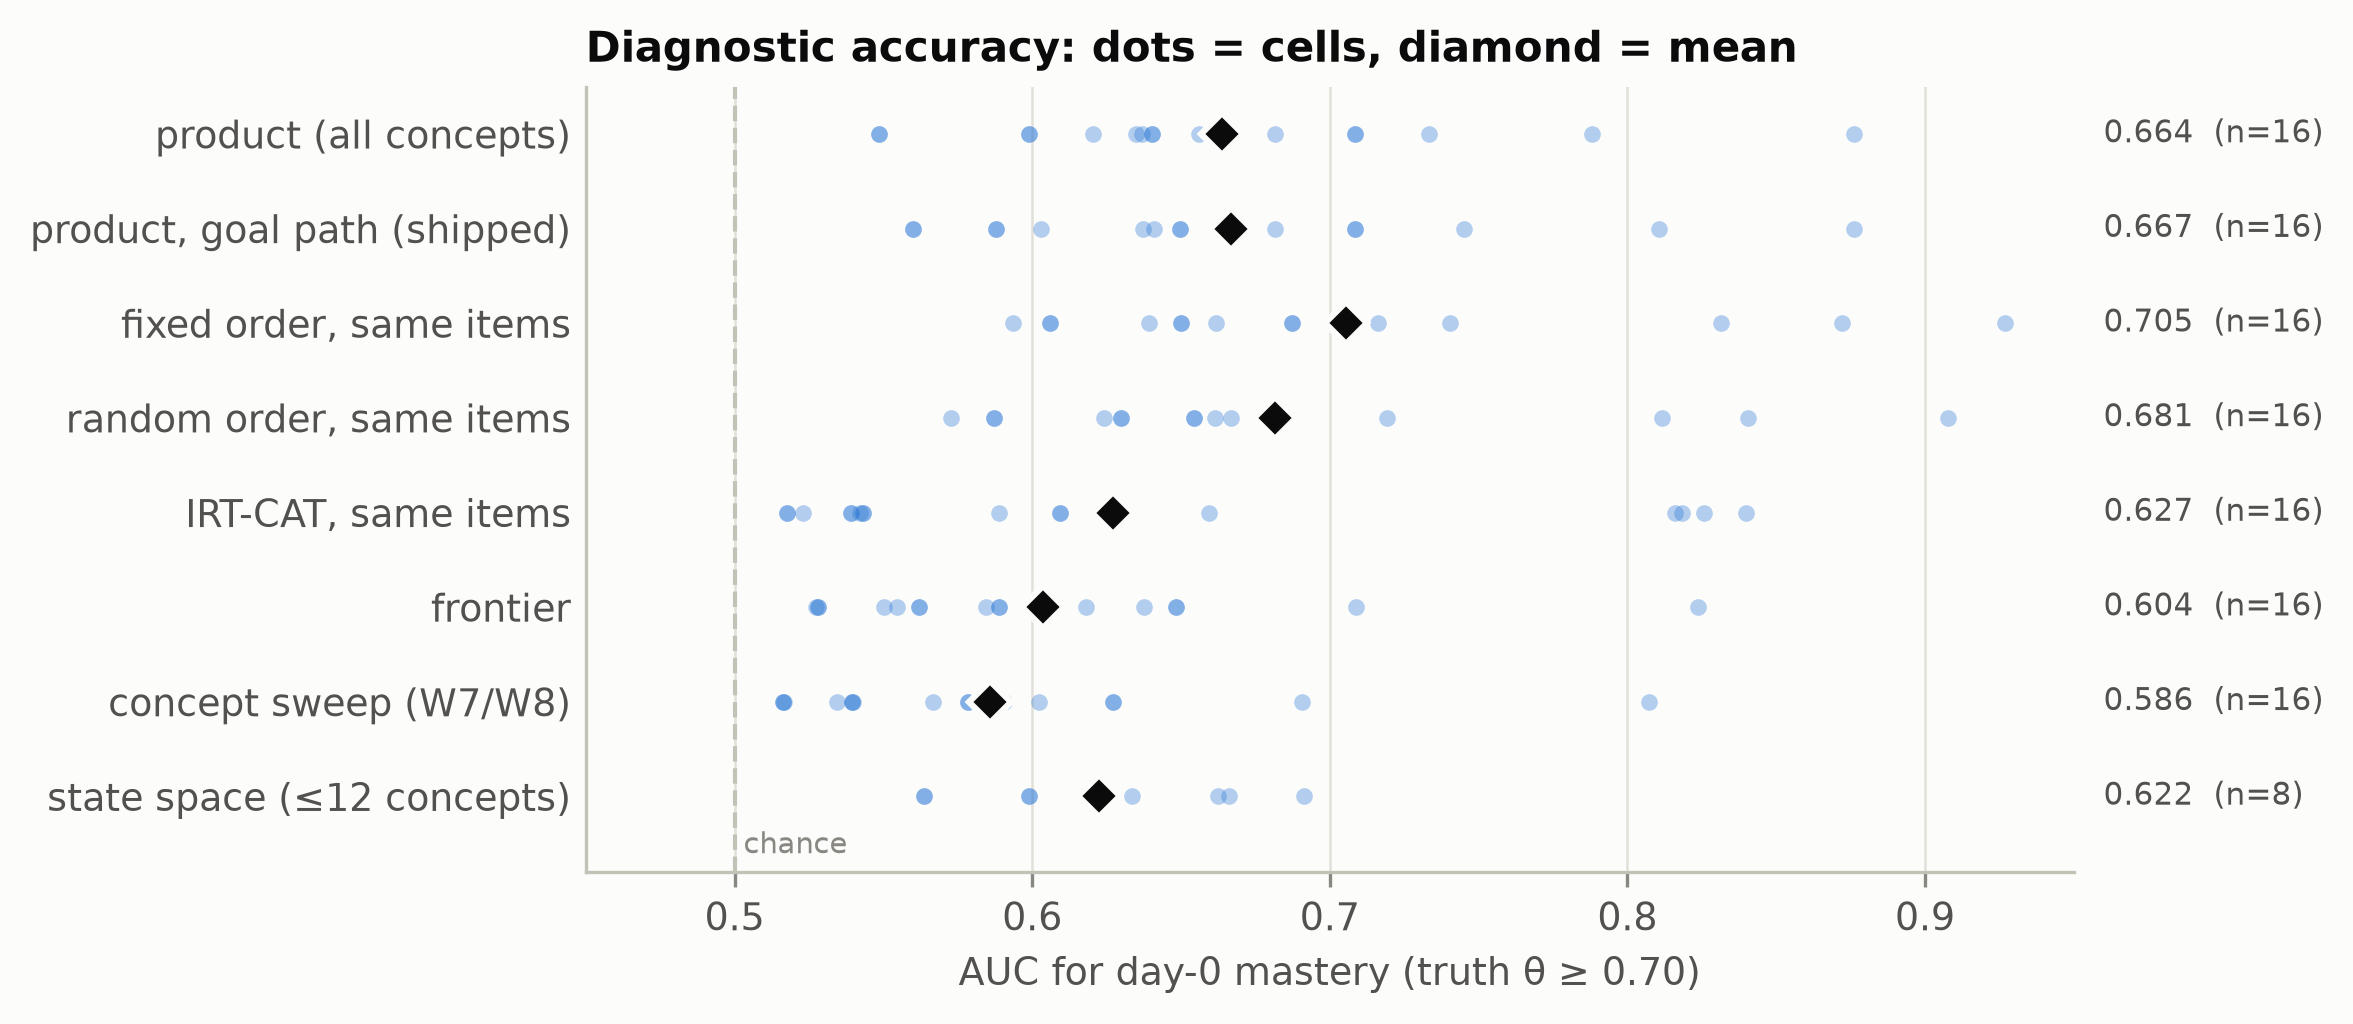 Diagnostic accuracy: dots = cells, diamond = mean
product (all concepts) 0.664 (n=16)
product, goal path (shipped) 0.667 (n=16)
fixed order, same items 0.705 (n=16)
random order, same items 0.681 (n=16)
IRT-CAT, same items 0.627 (n=16)
frontier 0.604 (n=16)
concept sweep (W7/W8) 0.586 (n=16)
state space (≤12 concepts) 0.622 (n=8)
chance
0.5 0.6 0.7 0.8 0.9
AUC for day-0 mastery (truth θ ≥ 0.70)